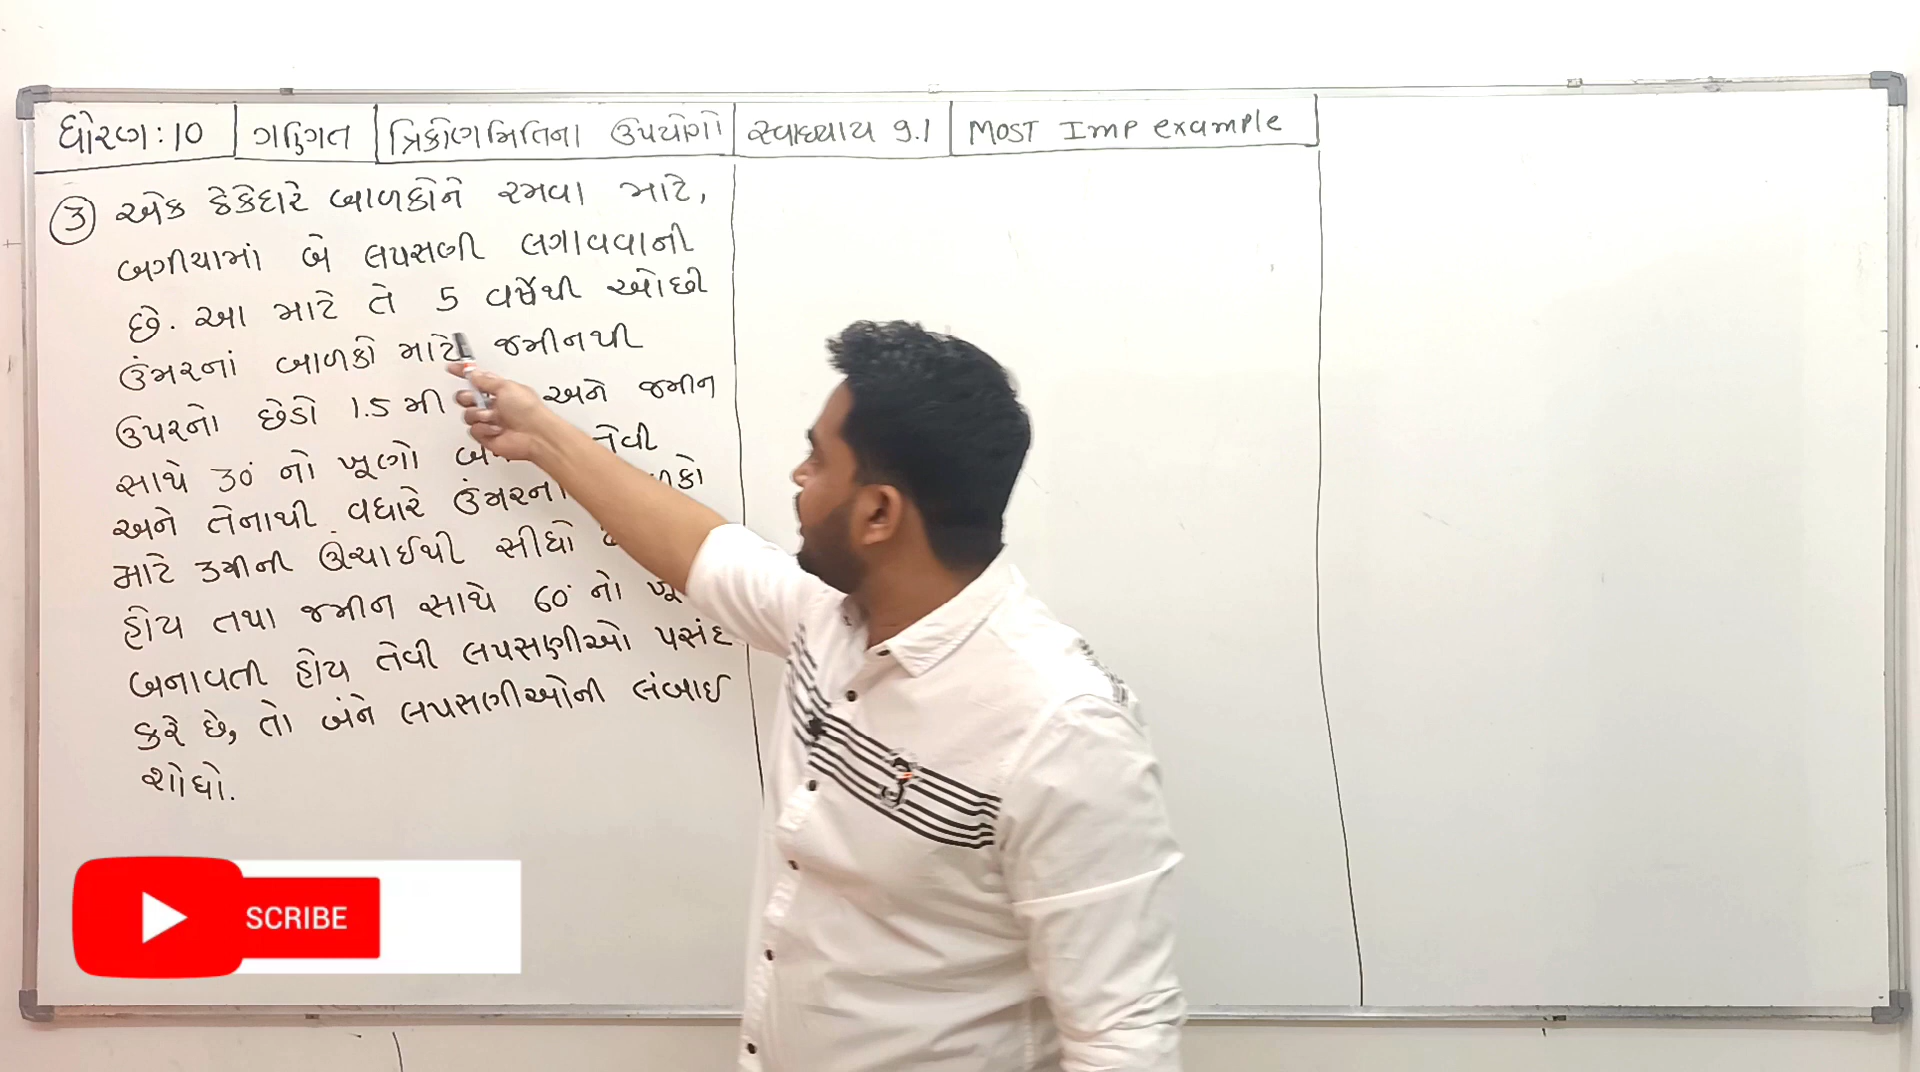 ધોરણ : 10 | ગણિત | ત્રિકોણમિતિના ઉપયોગો | સ્વાધ્યાય 9.1 | MOST Imp example
3 એક ઠેકેદારે બાળકોને રમવા માટે,
બગીચામાં બે લપસણી લગાવવાની
છે. આ માટે તે 5 વર્ષથી ઓછી
ઉંમરનાં બાળકો માટે જમીનથી
ઉપરનો છેડો 1.5 મી અને જમીન
સાથે 30° નો ખૂણો તેવી
અને તેનાથી વધારે ઉંમરના
માટે 3મીની ઊંચાઈથી સીધો
હોય તથા જમીન સાથે 60° નો
બનાવતી હોય તેવી લપસણીઓ પસંદ
કરે છે, તો બંને લપસણીઓની લંબાઈ
શોધો.
SCRIBE